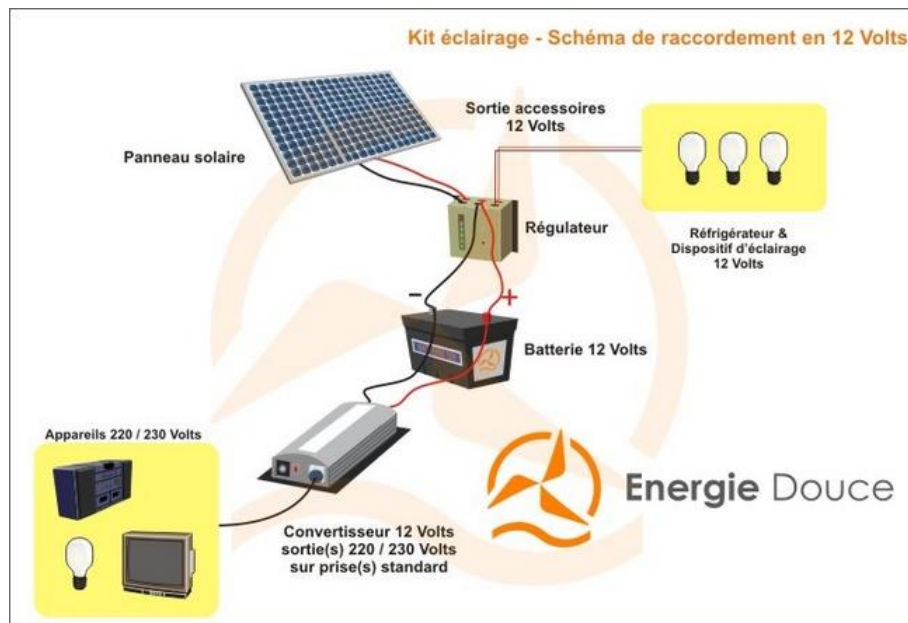 Kit éclairage - Schéma de raccordement en 12 Volts
Sortie accessoires
12 Volts
Panneau solaire
Régulateur
Réfrigérateur &
Dispositif d'éclairage
12 Volts
-
+
Batterie 12 Volts
Appareils 220 / 230 Volts
Energie Douce
Convertisseur 12 Volts
sortie(s) 220 / 230 Volts
sur prise(s) standard